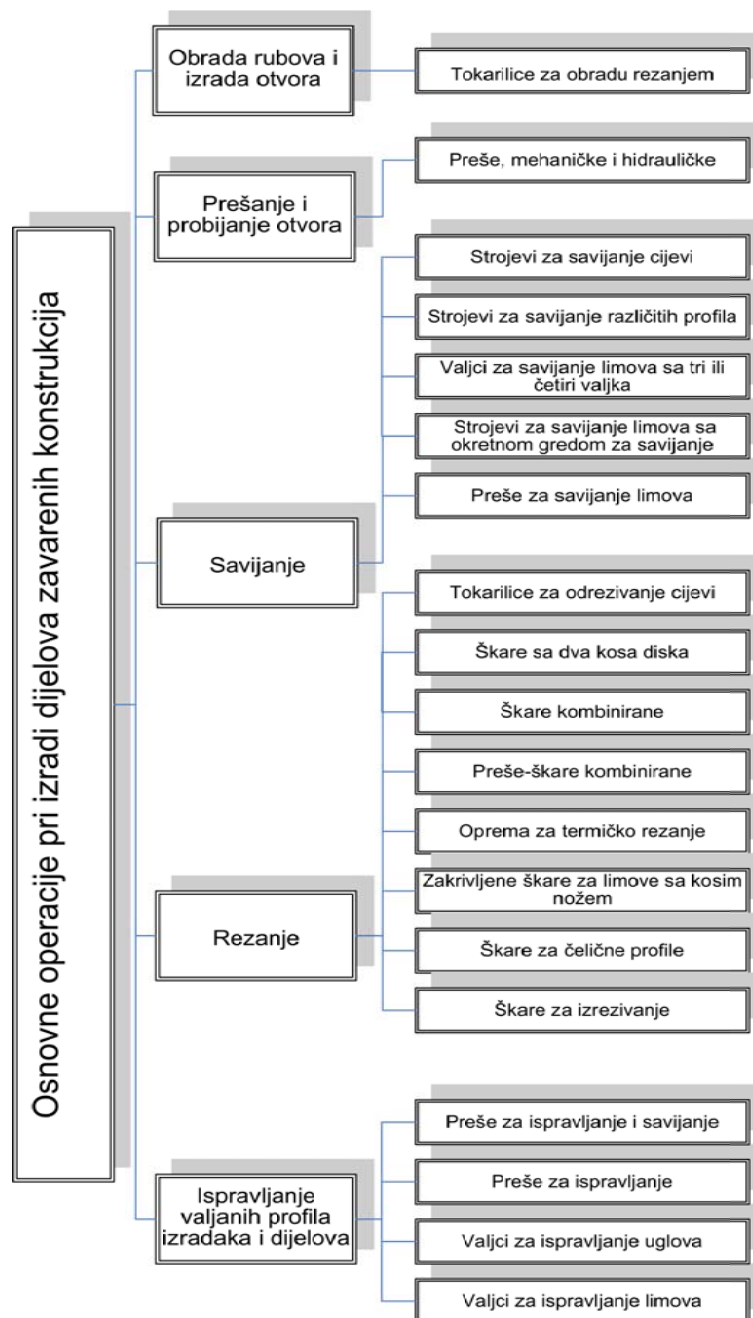 Osnovne operacije pri izradi dijelova zavarenih konstrukcija
Obrada rubova i
izrada otvora
Tokarilice za obradu rezanjem
Prešanje i
probijanje otvora
Preše, mehaničke i hidrauličke
Savijanje
Strojevi za savijanje cijevi
Strojevi za savijanje različitih profila
Valjci za savijanje limova sa tri ili
četiri valjka
Strojevi za savijanje limova sa
okretnom gredom za savijanje
Preše za savijanje limova
Rezanje
Tokarilice za odrezivanje cijevi
Škare sa dva kosa diska
Škare kombinirane
Preše-škare kombinirane
Oprema za termičko rezanje
Zakrivljene škare za limove sa kosim
nožem
Škare za čelične profile
Škare za izrezivanje
Ispravljanje
valjanih profila
izradaka i dijelova
Preše za ispravljanje i savijanje
Preše za ispravljanje
Valjci za ispravljanje uglova
Valjci za ispravljanje limova